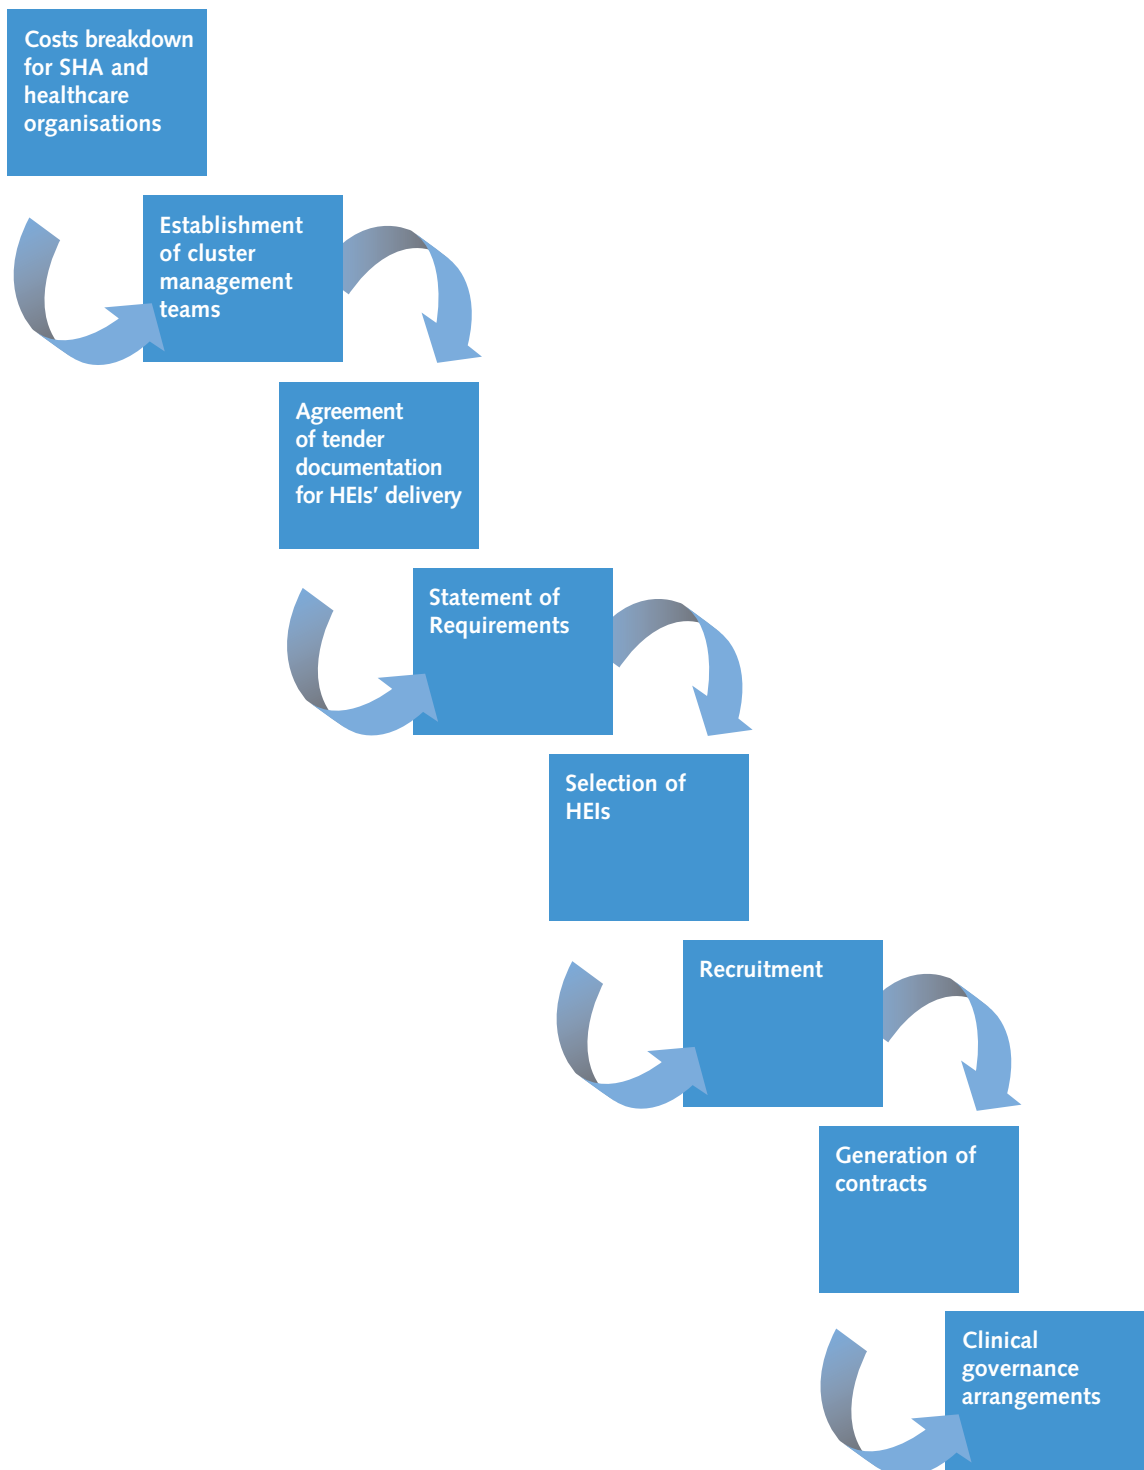 Costs breakdown
for SHA and
healthcare
organisations
Establishment
of cluster
management
teams
Agreement
of tender
documentation
for HEIs’ delivery
Statement of
Requirements
Selection of
HEIs
Recruitment
Generation of
contracts
Clinical
governance
arrangements